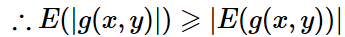 ∴ E(|g(x, y)|) ⩾ |E(g(x, y))|